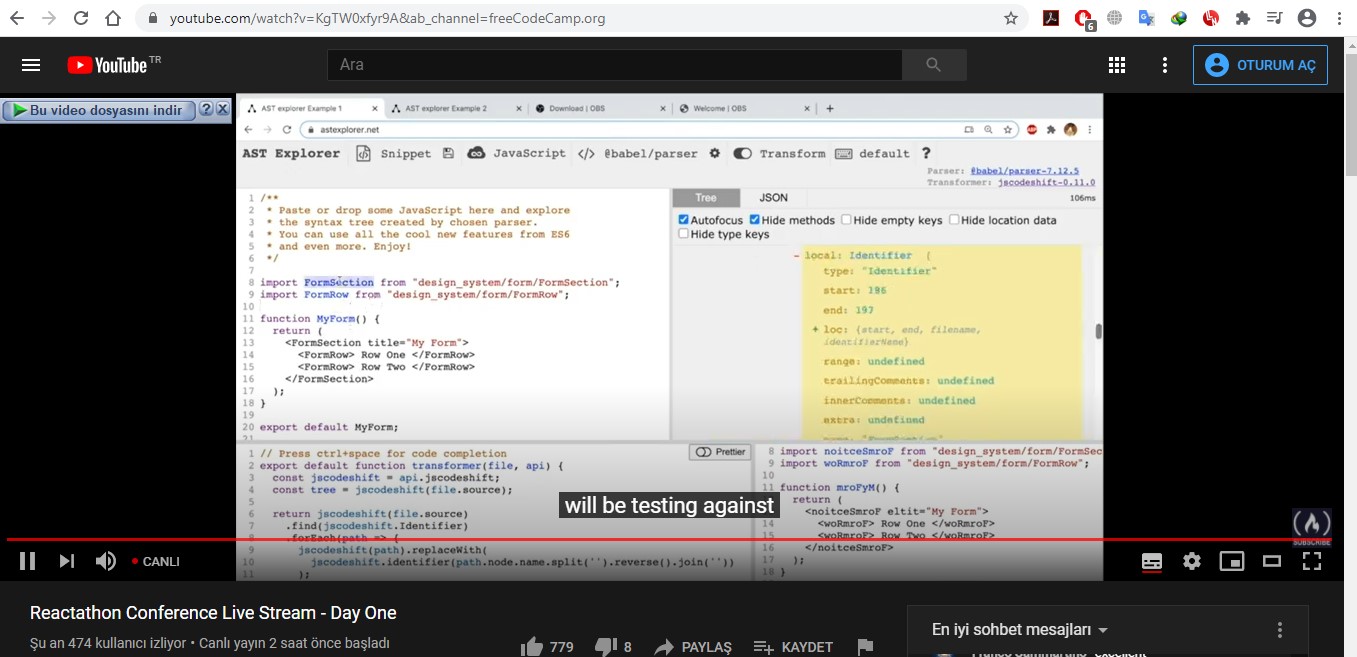 youtube.com/watch?v=KgTW0xfyr9A&ab_channel=freeCodeCamp.org
6
YouTube TR
Ara
OTURUM AÇ
Bu video dosyasını indir ? X
AST explorer Example 1
AST explorer Example 2
Download | OBS
Welcome | OBS
astexplorer.net
AST Explorer Snippet JavaScript </> @babel/parser Transform default ?
Parser: @babel/parser-7.12.5
Transformer: jscodeshift-0.11.0
Tree JSON 106ms
Autofocus Hide methods Hide empty keys Hide location data
Hide type keys
1 /**
2 * Paste or drop some JavaScript here and explore
3 * the syntax tree created by chosen parser.
4 * You can use all the cool new features from ES6
5 * and even more. Enjoy!
6 */
7
8 import FormSection from "design_system/form/FormSection";
9 import FormRow from "design_system/form/FormRow";
10
11 function MyForm() {
12 return (
13 <FormSection title="My Form">
14 <FormRow> Row One </FormRow>
15 <FormRow> Row Two </FormRow>
16 </FormSection>
17 );
18 }
19
20 export default MyForm;
21
- local: Identifier {
type: "Identifier"
start: 196
end: 197
+ loc: {start, end, filename,
identifierName}
range: undefined
trailingComments: undefined
innerComments: undefined
extra: undefined
name: "FormSection"
1 // Press ctrl+space for code completion
2 export default function transformer(file, api) {
3 const jscodeshift = api.jscodeshift;
4 const tree = jscodeshift(file.source);
5
6 return jscodeshift(file.source)
7 .find(jscodeshift.Identifier)
8 .forEach(path => {
9 jscodeshift(path).replaceWith(
10 jscodeshift.identifier(path.node.name.split('').reverse().join(''))
11 );
Prettier
8 import noitceSmroF from "design_system/form/FormSec
9 import woRmroF from "design_system/form/FormRow";
10
11 function mroFyM() {
return (
<noitceSmroF eltit="My Form">
14 <woRmroF> Row One </woRmroF>
15 <woRmroF> Row Two </woRmroF>
16 </noitceSmroF>
17 );
18 }
will be testing against
SUBSCRIBE
CANLI
Reactathon Conference Live Stream - Day One
Şu an 474 kullanıcı izliyor • Canlı yayın 2 saat önce başladı
779 8 PAYLAŞ KAYDET
En iyi sohbet mesajları